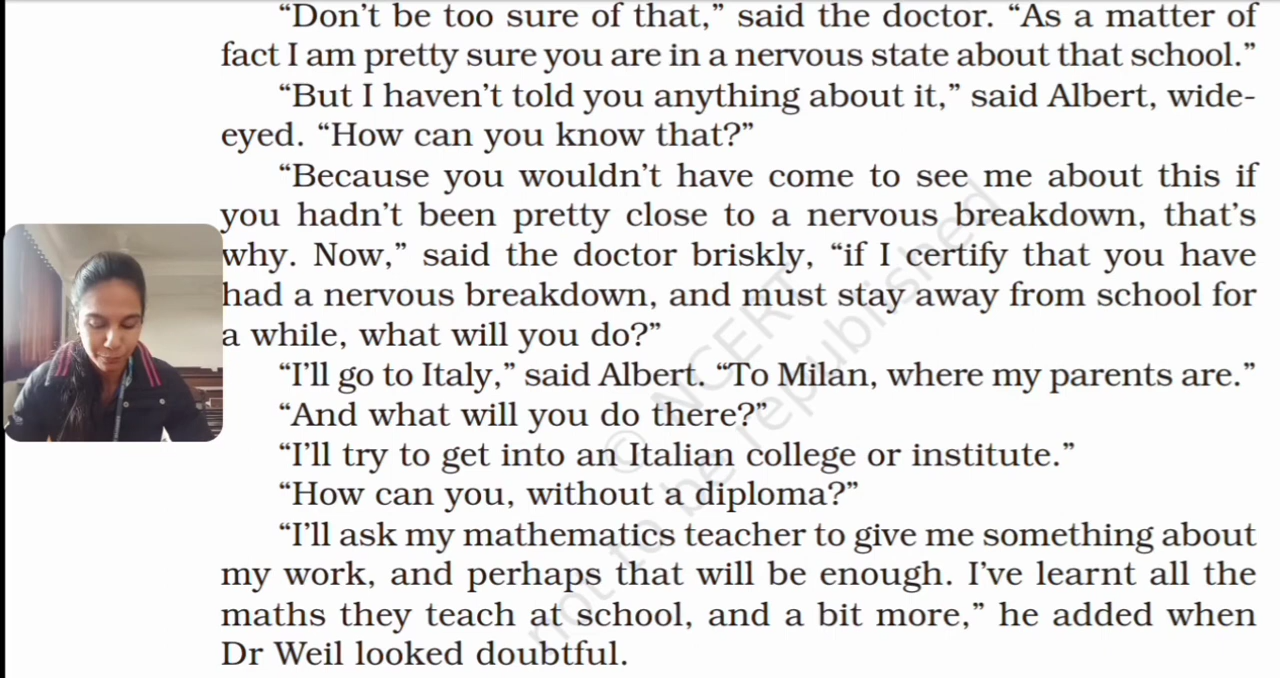 “Don’t be too sure of that,” said the doctor. “As a matter of
fact I am pretty sure you are in a nervous state about that school.”
“But I haven’t told you anything about it,” said Albert, wide-
eyed. “How can you know that?”
“Because you wouldn’t have come to see me about this if
you hadn’t been pretty close to a nervous breakdown, that’s
why. Now,” said the doctor briskly, “if I certify that you have
had a nervous breakdown, and must stay away from school for
a while, what will you do?”
“I’ll go to Italy,” said Albert. “To Milan, where my parents are.”
“And what will you do there?”
“I’ll try to get into an Italian college or institute.”
“How can you, without a diploma?”
“I’ll ask my mathematics teacher to give me something about
my work, and perhaps that will be enough. I’ve learnt all the
maths they teach at school, and a bit more,” he added when
Dr Weil looked doubtful.
© NCERT
not to be republished